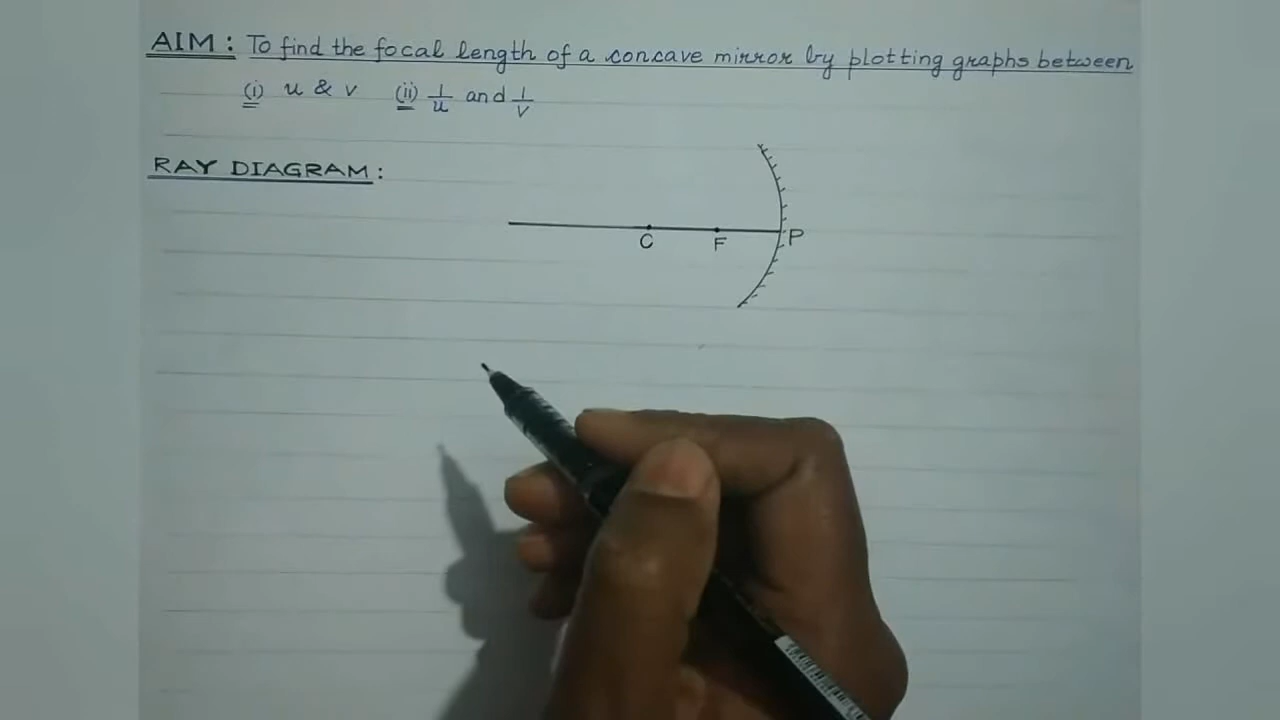 AIM: To find the focal length of a concave mirror by plotting graphs between
(i) u & v (ii) 1/u and 1/v
RAY DIAGRAM:
C F P